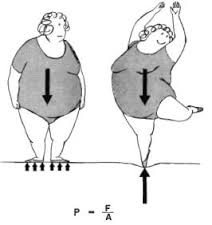 P = F/A